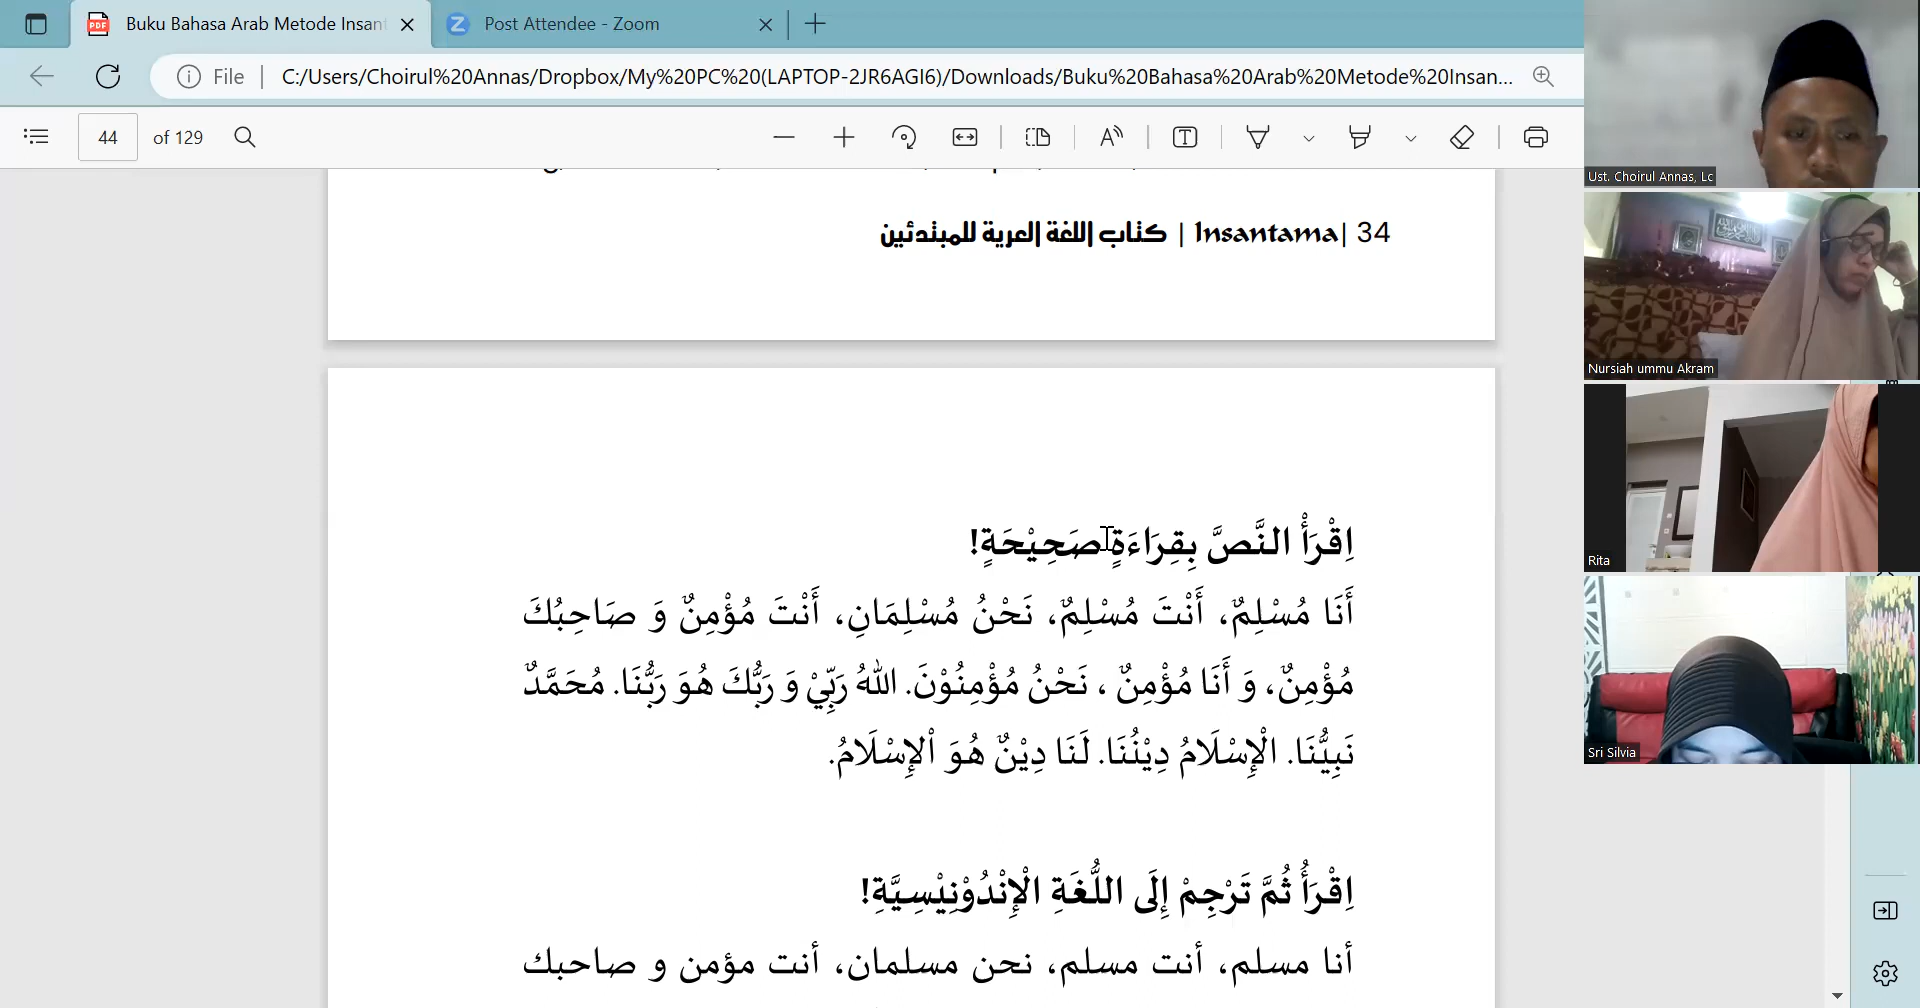 Buku Bahasa Arab Metode Insant
Post Attendee - Zoom
File
C:/Users/Choirul%20Annas/Dropbox/My%20PC%20(LAPTOP-2JR6AGI6)/Downloads/Buku%20Bahasa%20Arab%20Metode%20Insan...
44 of 129
كتاب اللغة العربية للمبتدئين | Insantama| 34
اِقْرَأْ النَّصَّ بِقِرَاءَةٍ صَحِيْحَةٍ!
أَنَا مُسْلِمٌ، أَنْتَ مُسْلِمٌ، نَحْنُ مُسْلِمَانِ، أَنْتَ مُؤْمِنٌ وَ صَاحِبُكَ
مُؤْمِنٌ، وَ أَنَا مُؤْمِنٌ ، نَحْنُ مُؤْمِنُوْنَ. اللهُ رَبِّيْ وَ رَبُّكَ هُوَ رَبُّنَا. مُحَمَّدٌ
نَبِيُّنَا. الْإِسْلَامُ دِيْنُنَا. لَنَا دِيْنٌ هُوَ اْلإِسْلَامُ.
اِقْرَأْ ثُمَّ تَرْجِمْ إِلَى اللُّغَةِ الْإِنْدُوْنِيْسِيَّةِ!
أنا مسلم، أنت مسلم، نحن مسلمان، أنت مؤمن و صاحبك
Ust. Choirul Annas, Lc
Nursiah ummu Akram
Rita
Sri Silvia